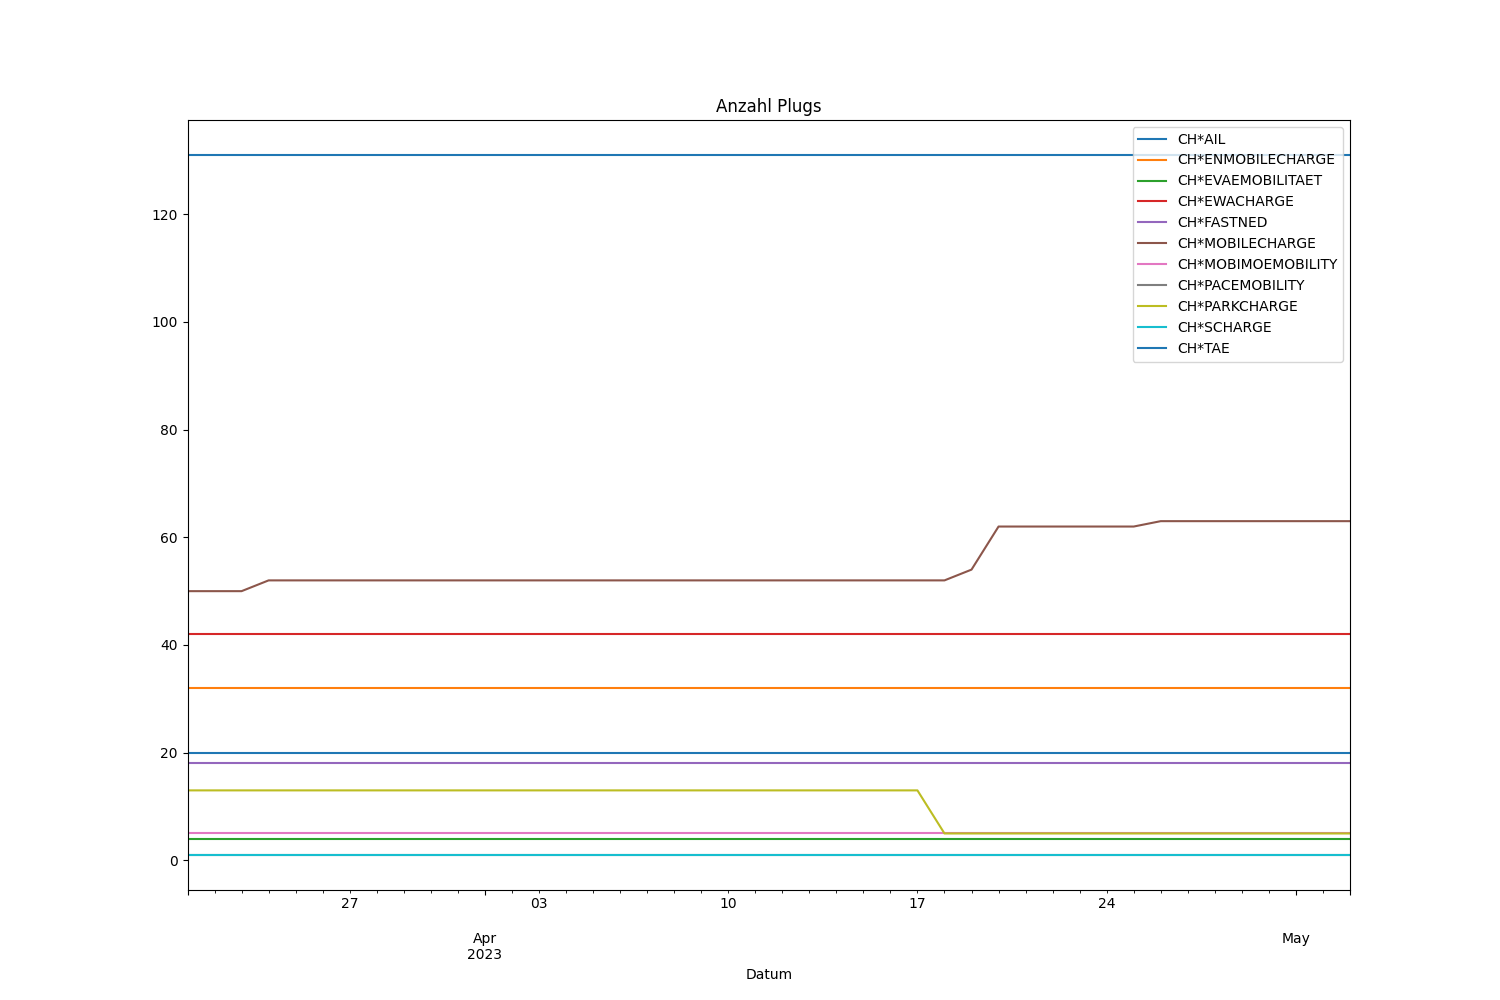 Anzahl Plugs
CH*AIL
CH*ENMOBILECHARGE
CH*EVAEMOBILITAET
CH*EWACHARGE
CH*FASTNED
CH*MOBILECHARGE
CH*MOBIMOEMOBILITY
CH*PACEMOBILITY
CH*PARKCHARGE
CH*SCHARGE
CH*TAE
120
100
80
60
40
20
0
27 03 10 17 24
Apr May
2023
Datum